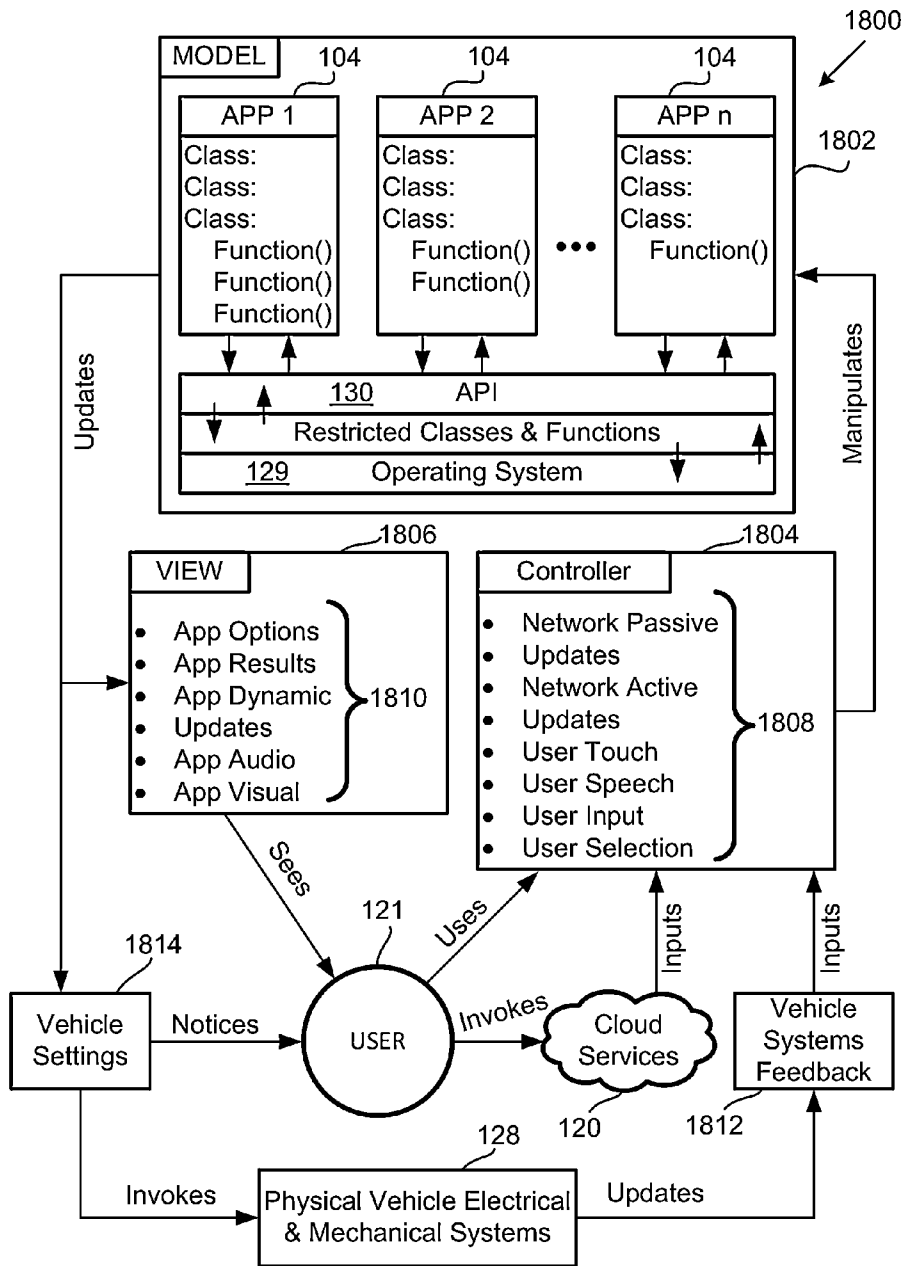 1800
MODEL
104
104
104
1802
APP 1
Class:
Class:
Class:
Function()
Function()
Function()
APP 2
Class:
Class:
Class:
Function()
Function()
•••
APP n
Class:
Class:
Class:
Function()
130 API
Restricted Classes & Functions
129 Operating System
Updates
Manipulates
1806
VIEW
• App Options
• App Results
• App Dynamic
• Updates
• App Audio
• App Visual
1810
1804
Controller
• Network Passive
• Updates
• Network Active
• Updates
• User Touch
• User Speech
• User Input
• User Selection
1808
Sees
Uses
Inputs
Inputs
1814
Vehicle
Settings
Notices
121
USER
Invokes
Cloud
Services
120
Vehicle
Systems
Feedback
1812
Invokes
128
Physical Vehicle Electrical
& Mechanical Systems
Updates